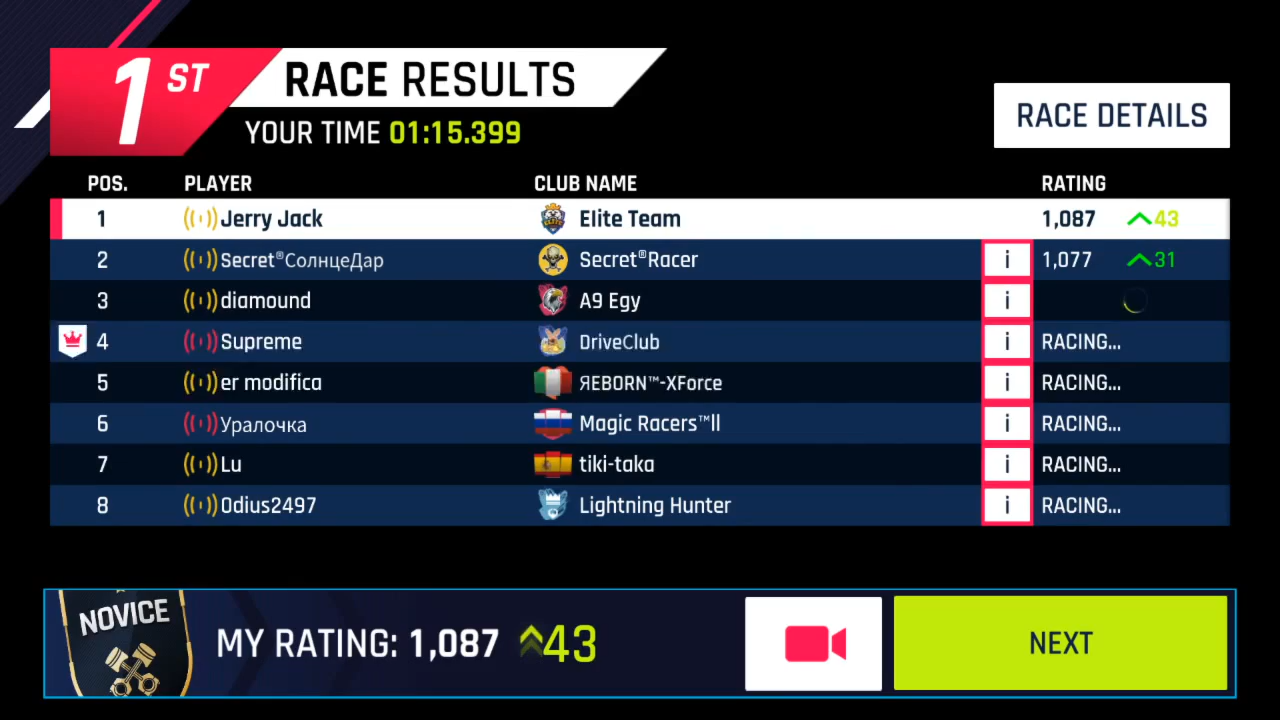 1ST RACE RESULTS
YOUR TIME 01:15.399
RACE DETAILS
POS. PLAYER CLUB NAME RATING
1 Jerry Jack Elite Team 1,087 43
2 Secret®СолнцеДар Secret®Racer i 1,077 31
3 diamound A9 Egy i
4 Supreme DriveClub i RACING...
5 er modifica ЯEBORN™-XForce i RACING...
6 Уралочка Magic Racers™ll i RACING...
7 Lu tiki-taka i RACING...
8 Odius2497 Lightning Hunter i RACING...
NOVICE
MY RATING: 1,087 43
NEXT